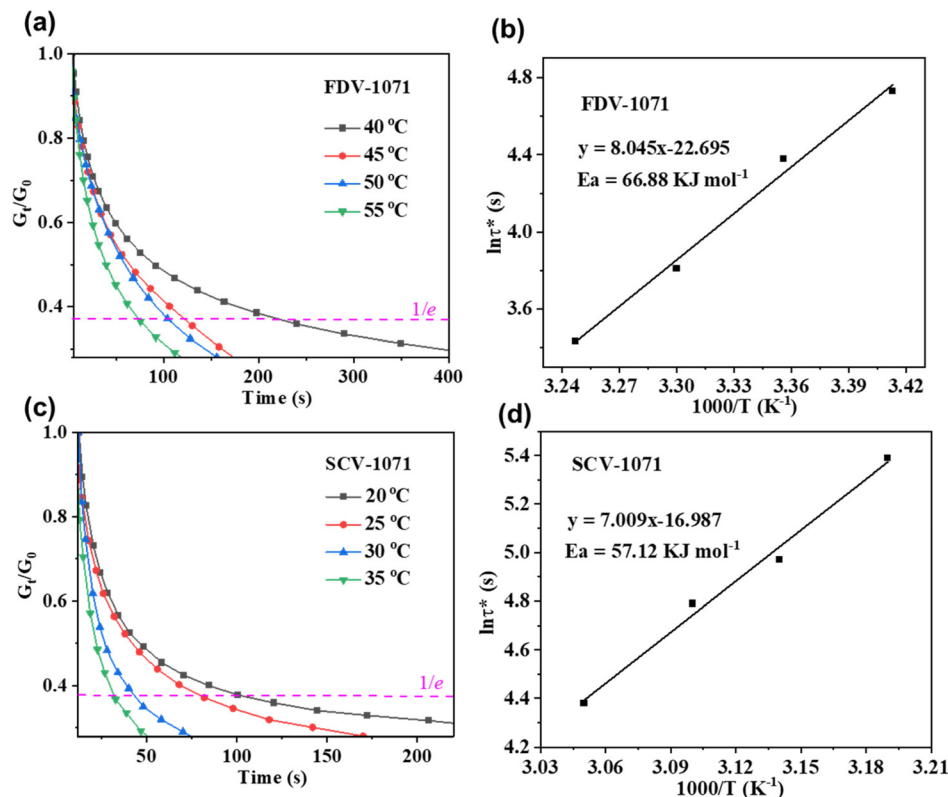 (a)
1.0
0.8
0.6
0.4
100
200
300
400
G_t/G_0
Time (s)
FDV-1071
40 ºC
45 ºC
50 ºC
55 ºC
1/e
(b)
4.8
4.4
4.0
3.6
3.24
3.27
3.30
3.33
3.36
3.39
3.42
lnτ* (s)
1000/T (K⁻¹)
FDV-1071
y = 8.045x-22.695
Ea = 66.88 KJ mol⁻¹
(c)
1.0
0.8
0.6
0.4
50
100
150
200
G_t/G_0
Time (s)
SCV-1071
20 ºC
25 ºC
30 ºC
35 ºC
1/e
(d)
5.4
5.2
5.0
4.8
4.6
4.4
4.2
3.03
3.06
3.09
3.12
3.15
3.18
3.21
lnτ* (s)
1000/T (K⁻¹)
SCV-1071
y = 7.009x-16.987
Ea = 57.12 KJ mol⁻¹